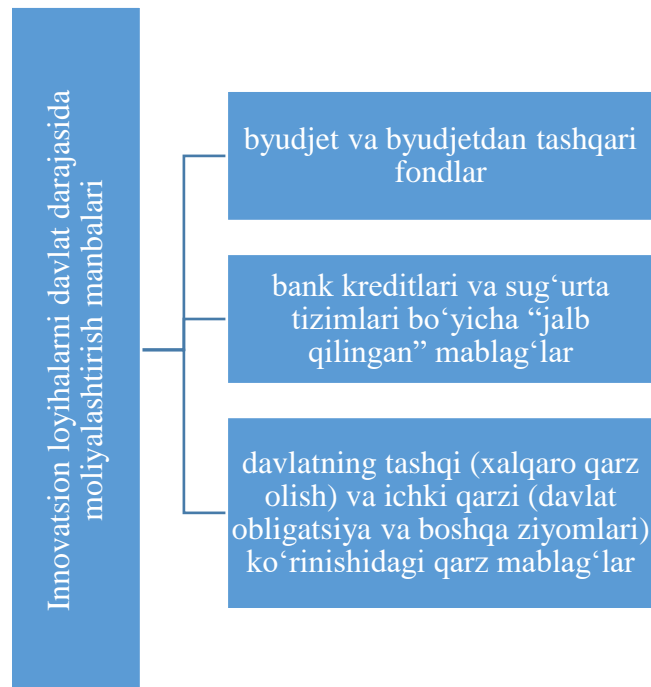 Innovatsion loyihalarni davlat darajasida
moliyalashtirish manbalari
byudjet va byudjetdan tashqari
fondlar
bank kreditlari va sug‘urta
tizimlari bo‘yicha “jalb
qilingan” mablag‘lar
davlatning tashqi (xalqaro qarz
olish) va ichki qarzi (davlat
obligatsiya va boshqa ziyomlari)
ko‘rinishidagi qarz mablag‘lar